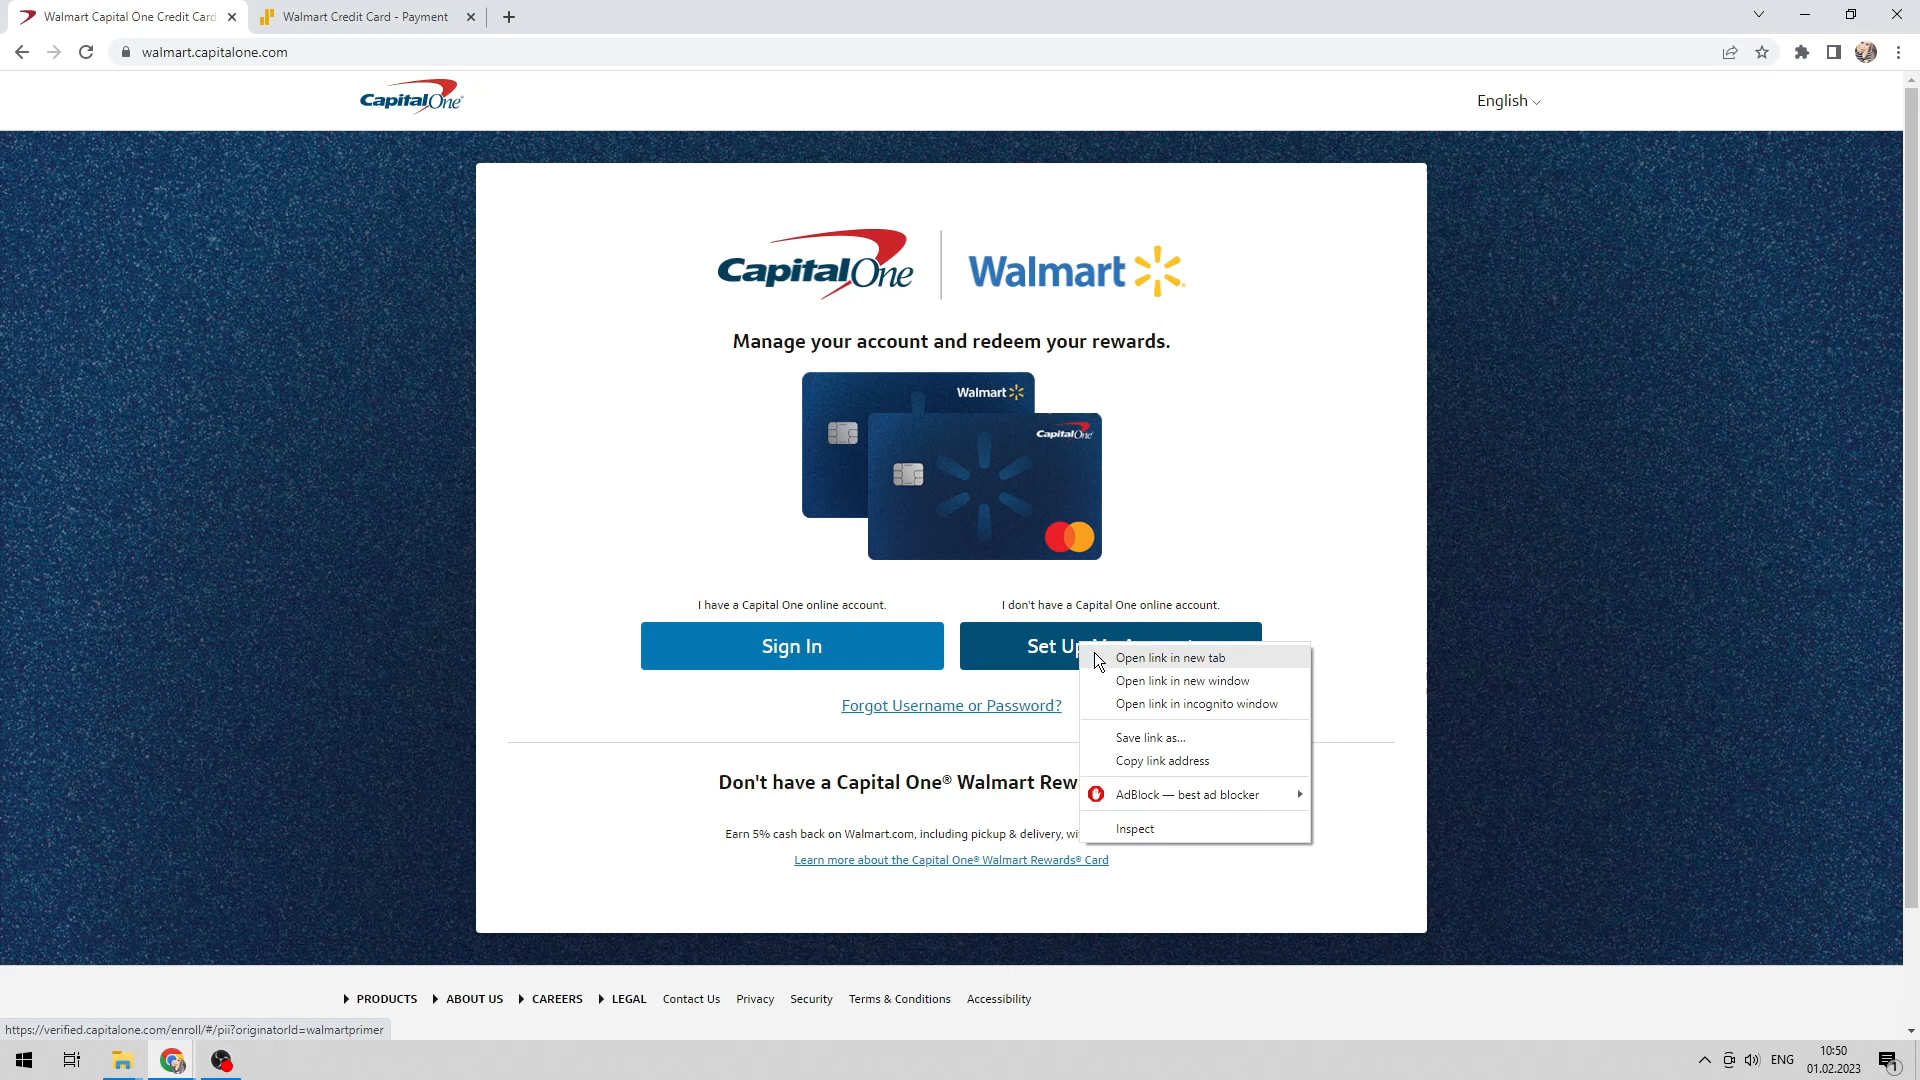 Walmart Capital One Credit Card
Walmart Credit Card - Payment
walmart.capitalone.com
CapitalOne
English
CapitalOne
Walmart
Manage your account and redeem your rewards.
Walmart
CapitalOne
I have a Capital One online account.
I don't have a Capital One online account.
Sign In
Set Up
Open link in new tab
Open link in new window
Open link in incognito window
Save link as...
Copy link address
AdBlock — best ad blocker
Inspect
Forgot Username or Password?
Don't have a Capital One® Walmart Rew
Earn 5% cash back on Walmart.com, including pickup & delivery, wi
Learn more about the Capital One® Walmart Rewards® Card
PRODUCTS
ABOUT US
CAREERS
LEGAL
Contact Us
Privacy
Security
Terms & Conditions
Accessibility
https://verified.capitalone.com/enroll/#/pii?originatorId=walmartprimer
ENG
10:50
01.02.2023
1